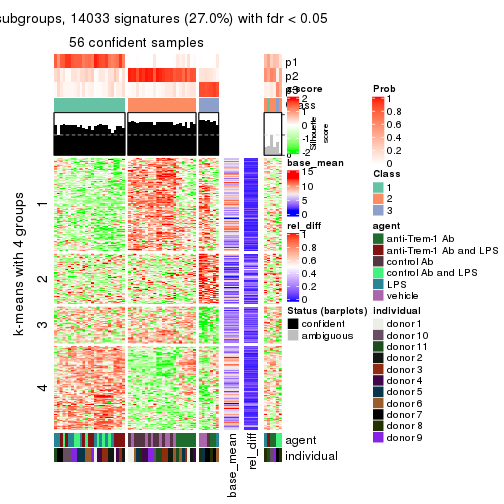 subgroups, 14033 signatures (27.0%) with fdr < 0.05
56 confident samples
p1
p2
p3
z-score
2
1
0
-1
-2
Class
Silhouette
score
Prob
1
0.8
0.6
0.4
0.2
0
base_mean
15
10
5
0
Class
1
2
3
rel_diff
1
0.8
0.6
0.4
0.2
0
agent
anti-Trem-1 Ab
anti-Trem-1 Ab and LPS
control Ab
control Ab and LPS
LPS
vehicle
Status (barplots)
confident
ambiguous
individual
donor 1
donor 10
donor 11
donor 2
donor 3
donor 4
donor 5
donor 6
donor 7
donor 8
donor 9
k-means with 4 groups
1
2
3
4
agent
individual
base_mean
rel_diff